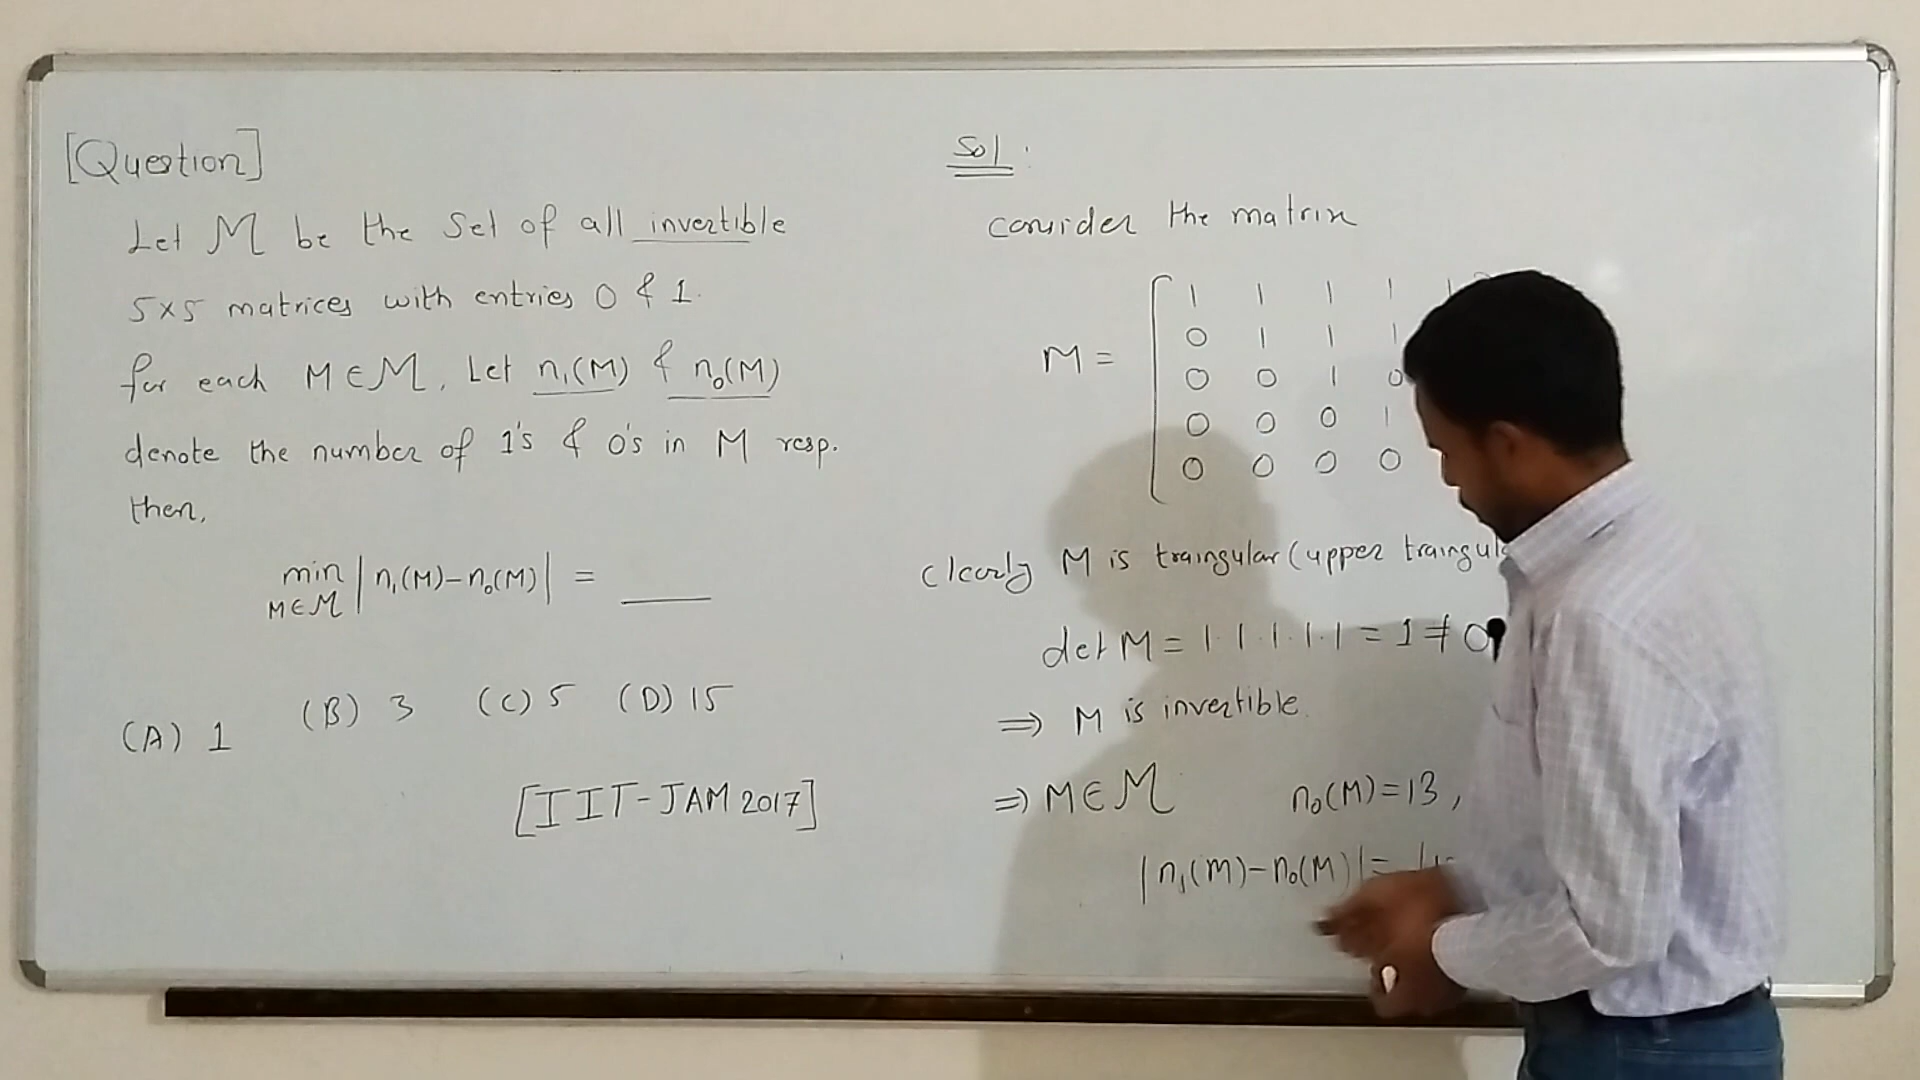 [Question]
Let M be the Set of all invertible
5x5 matrices with entries 0 & 1.
for each M ∈ M, Let n₁(M) & n₀(M)
denote the number of 1's & 0's in M resp.
then,
min | n₁(M)-n₀(M) | = ____
M∈M
(A) 1 (B) 3 (C) 5 (D) 15
[IIT-JAM 2017]
Sol :
consider the matrix
M =
1 1 1 1 1
0 1 1 1
0 0 1 0
0 0 0 1
0 0 0 0
Clearly M is traingular (upper
det M = 1·1·1·1·1 = 1 ≠ 0
⇒ M is invertible.
⇒ M ∈ M n₀(M) = 13,
| n₁(M)-n₀(M) | =